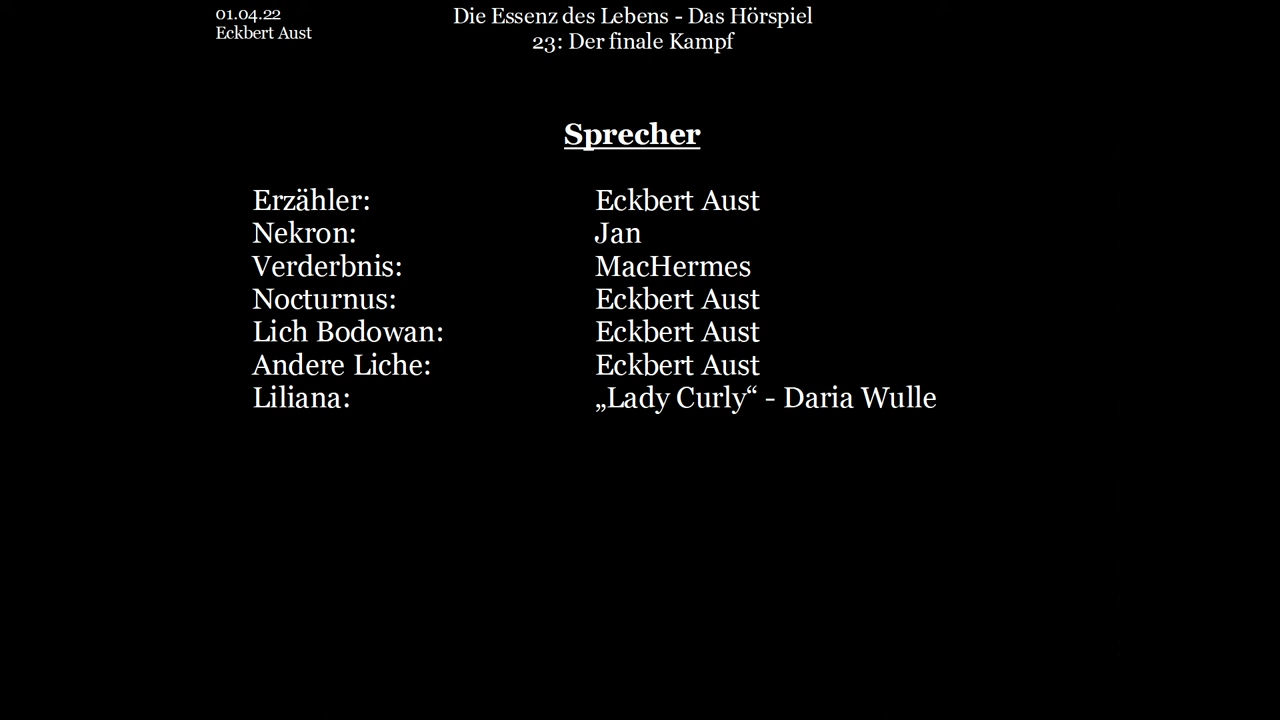 01.04.22
Eckbert Aust
Die Essenz des Lebens - Das Hörspiel
23: Der finale Kampf
Sprecher
Erzähler: Eckbert Aust
Nekron: Jan
Verderbnis: MacHermes
Nocturnus: Eckbert Aust
Lich Bodowan: Eckbert Aust
Andere Liche: Eckbert Aust
Liliana: „Lady Curly“ - Daria Wulle